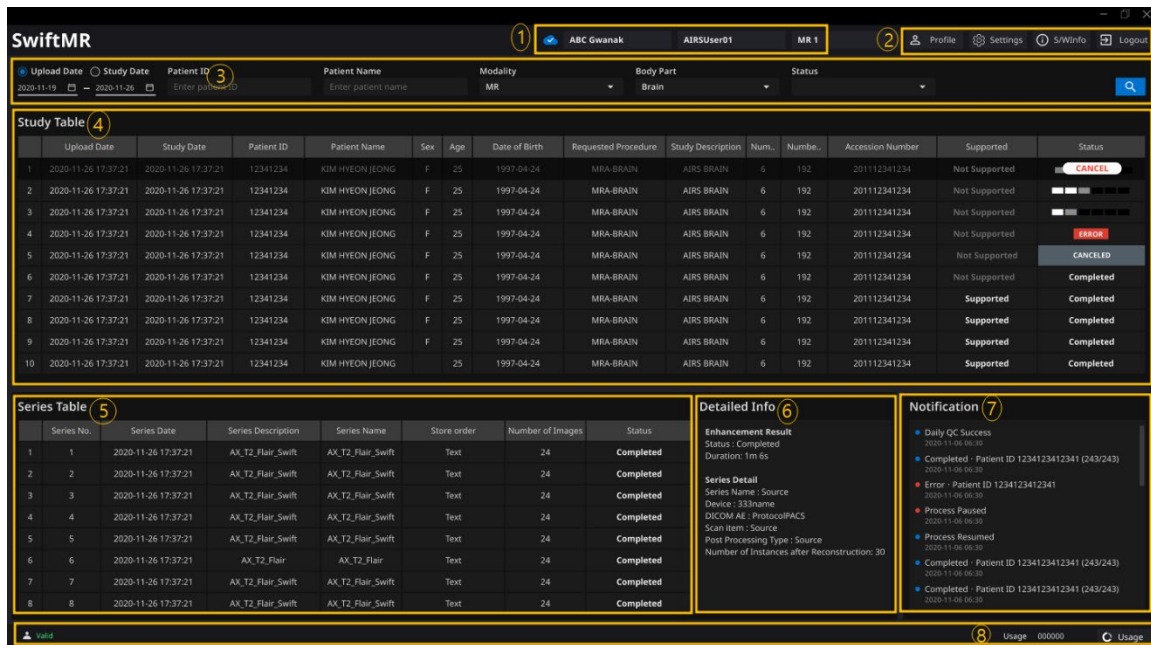 SwiftMR
1 ABC Gwanak AIRSUser01 MR 1
2 Profile Settings S/WInfo Logout
Upload Date Study Date Patient ID 3 Patient Name Modality Body Part Status
2020-11-19 – 2020-11-26 Enter patient ID Enter patient name MR Brain
Study Table 4
Upload Date Study Date Patient ID Patient Name Sex Age Date of Birth Requested Procedure Study Description Num.. Numbe.. Accession Number Supported Status
1 2020-11-26 17:37:21 2020-11-26 17:37:21 12341234 KIM HYEON JEONG F 25 1997-04-24 MRA-BRAIN AIRS BRAIN 6 192 201112341234 Not Supported CANCEL
2 2020-11-26 17:37:21 2020-11-26 17:37:21 12341234 KIM HYEON JEONG F 25 1997-04-24 MRA-BRAIN AIRS BRAIN 6 192 201112341234 Not Supported
3 2020-11-26 17:37:21 2020-11-26 17:37:21 12341234 KIM HYEON JEONG F 25 1997-04-24 MRA-BRAIN AIRS BRAIN 6 192 201112341234 Not Supported
4 2020-11-26 17:37:21 2020-11-26 17:37:21 12341234 KIM HYEON JEONG F 25 1997-04-24 MRA-BRAIN AIRS BRAIN 6 192 201112341234 Not Supported ERROR
5 2020-11-26 17:37:21 2020-11-26 17:37:21 12341234 KIM HYEON JEONG F 25 1997-04-24 MRA-BRAIN AIRS BRAIN 6 192 201112341234 Not Supported CANCELED
6 2020-11-26 17:37:21 2020-11-26 17:37:21 12341234 KIM HYEON JEONG F 25 1997-04-24 MRA-BRAIN AIRS BRAIN 6 192 201112341234 Not Supported Completed
7 2020-11-26 17:37:21 2020-11-26 17:37:21 12341234 KIM HYEON JEONG F 25 1997-04-24 MRA-BRAIN AIRS BRAIN 6 192 201112341234 Supported Completed
8 2020-11-26 17:37:21 2020-11-26 17:37:21 12341234 KIM HYEON JEONG F 25 1997-04-24 MRA-BRAIN AIRS BRAIN 6 192 201112341234 Supported Completed
9 2020-11-26 17:37:21 2020-11-26 17:37:21 12341234 KIM HYEON JEONG F 25 1997-04-24 MRA-BRAIN AIRS BRAIN 6 192 201112341234 Supported Completed
10 2020-11-26 17:37:21 2020-11-26 17:37:21 12341234 KIM HYEON JEONG 25 1997-04-24 MRA-BRAIN AIRS BRAIN 6 192 201112341234 Supported Completed
Series Table 5
Series No. Series Date Series Description Series Name Store order Number of Images Status
1 1 2020-11-26 17:37:21 AX_T2_Flair_Swift AX_T2_Flair_Swift Text 24 Completed
2 2 2020-11-26 17:37:21 AX_T2_Flair_Swift AX_T2_Flair_Swift Text 24 Completed
3 3 2020-11-26 17:37:21 AX_T2_Flair_Swift AX_T2_Flair_Swift Text 24 Completed
4 4 2020-11-26 17:37:21 AX_T2_Flair_Swift AX_T2_Flair_Swift Text 24 Completed
5 5 2020-11-26 17:37:21 AX_T2_Flair_Swift AX_T2_Flair_Swift Text 24 Completed
6 6 2020-11-26 17:37:21 AX_T2_Flair AX_T2_Flair Text 24 Completed
7 7 2020-11-26 17:37:21 AX_T2_Flair_Swift AX_T2_Flair_Swift Text 24 Completed
8 8 2020-11-26 17:37:21 AX_T2_Flair_Swift AX_T2_Flair_Swift Text 24 Completed
Detailed Info 6
Enhancement Result
Status : Completed
Duration: 1m 6s
Series Detail
Series Name : Source
Device : 333name
DICOM AE : ProtocolPACS
Scan item : Source
Post Processing Type : Source
Number of Instances after Reconstruction: 30
Notification 7
Daily QC Success
2020-11-06 06:30
Completed · Patient ID 1234123412341 (243/243)
2020-11-06 06:30
Error · Patient ID 1234123412341
2020-11-06 06:30
Process Paused
2020-11-06 06:30
Process Resumed
2020-11-06 06:30
Completed · Patient ID 1234123412341 (243/243)
2020-11-06 06:30
Completed · Patient ID 1234123412341 (243/243)
2020-11-06 06:30
Valid 8 Usage 000000 Usage